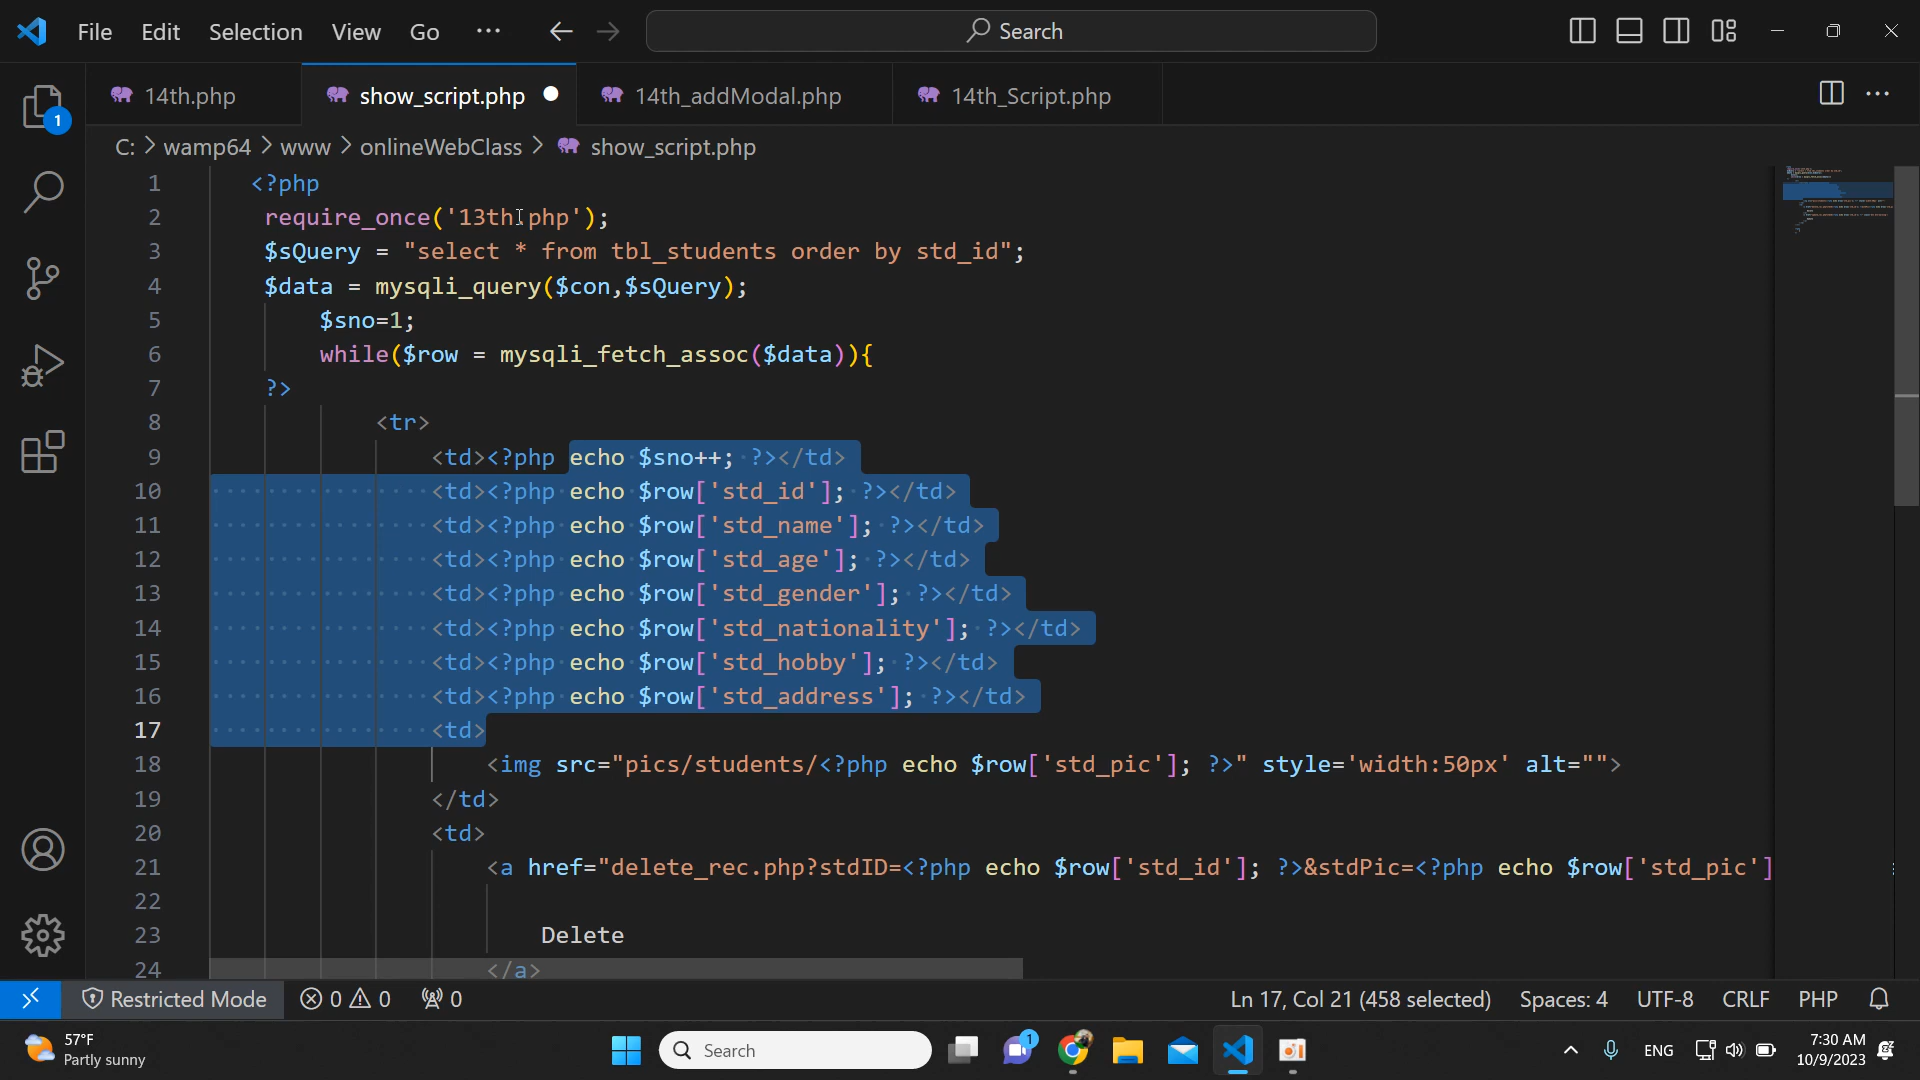 File Edit Selection View Go ··· Search
14th.php show_script.php 14th_addModal.php 14th_Script.php
1
C: > wamp64 > www > onlineWebClass > show_script.php
1 <?php
2 require_once('13th.php');
3 $sQuery = "select * from tbl_students order by std_id";
4 $data = mysqli_query($con,$sQuery);
5 $sno=1;
6 while($row = mysqli_fetch_assoc($data)){
7 ?>
8 <tr>
9 <td><?php echo $sno++; ?></td>
10 <td><?php echo $row['std_id']; ?></td>
11 <td><?php echo $row['std_name']; ?></td>
12 <td><?php echo $row['std_age']; ?></td>
13 <td><?php echo $row['std_gender']; ?></td>
14 <td><?php echo $row['std_nationality']; ?></td>
15 <td><?php echo $row['std_hobby']; ?></td>
16 <td><?php echo $row['std_address']; ?></td>
17 <td>
18 <img src="pics/students/<?php echo $row['std_pic']; ?>" style='width:50px' alt="">
19 </td>
20 <td>
21 <a href="delete_rec.php?stdID=<?php echo $row['std_id']; ?>&stdPic=<?php echo $row['std_pic']
22
23 Delete
24 </a>
Restricted Mode 0 0 0 Ln 17, Col 21 (458 selected) Spaces: 4 UTF-8 CRLF PHP
57°F
Partly sunny
Search 1 ENG
7:30 AM
10/9/2023